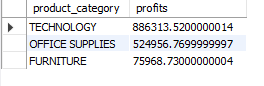 product_category profits
TECHNOLOGY 886313.5200000014
OFFICE SUPPLIES 524956.7699999997
FURNITURE 75968.73000000004